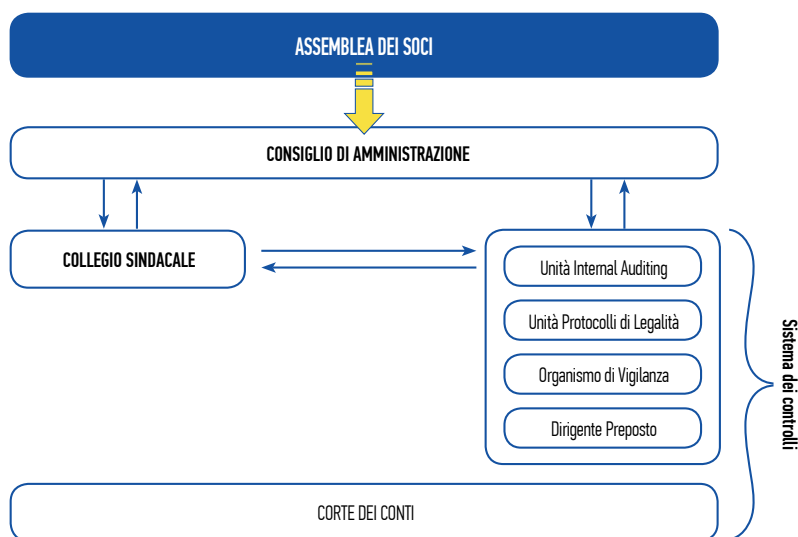 ASSEMBLEA DEI SOCI
CONSIGLIO DI AMMINISTRAZIONE
COLLEGIO SINDACALE
Unità Internal Auditing
Unità Protocolli di Legalità
Organismo di Vigilanza
Dirigente Preposto
Sistema dei controlli
CORTE DEI CONTI